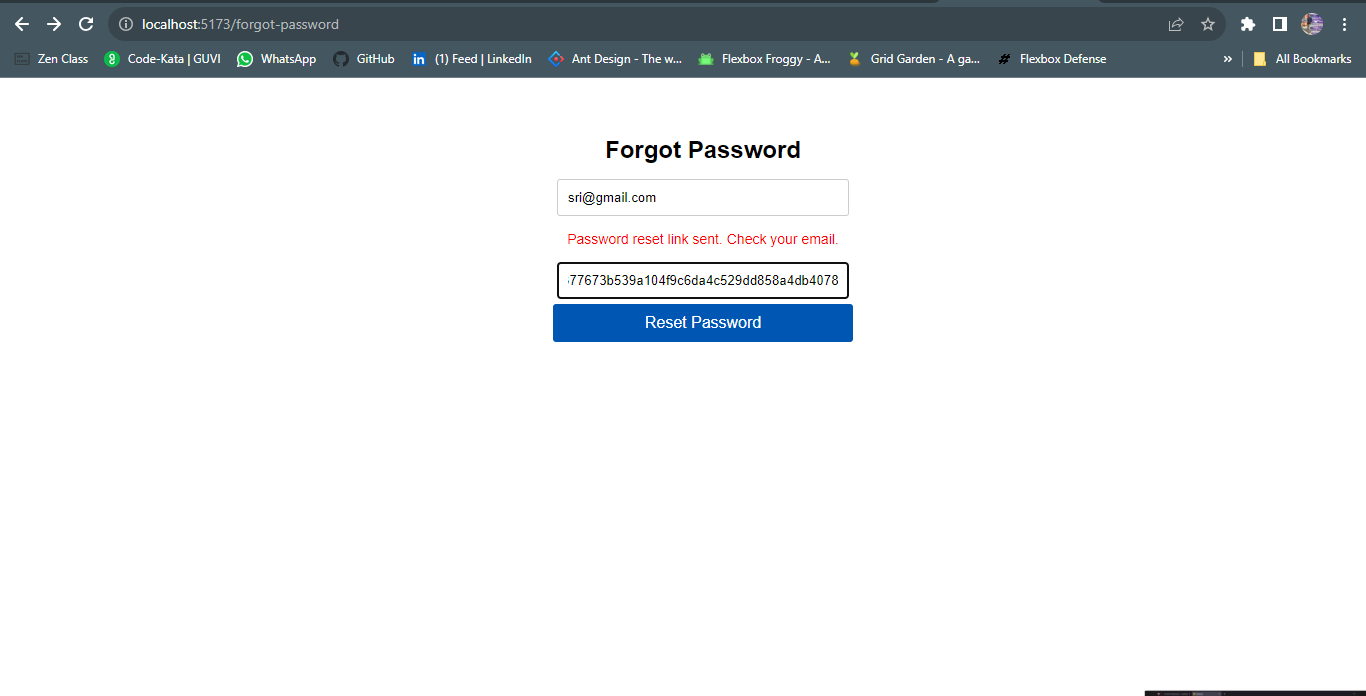 localhost:5173/forgot-password
Zen Class Code-Kata | GUVI WhatsApp GitHub (1) Feed | LinkedIn Ant Design - The w... Flexbox Froggy - A... Grid Garden - A ga... Flexbox Defense » All Bookmarks
Forgot Password
sri@gmail.com
Password reset link sent. Check your email.
77673b539a104f9c6da4c529dd858a4db4078
Reset Password